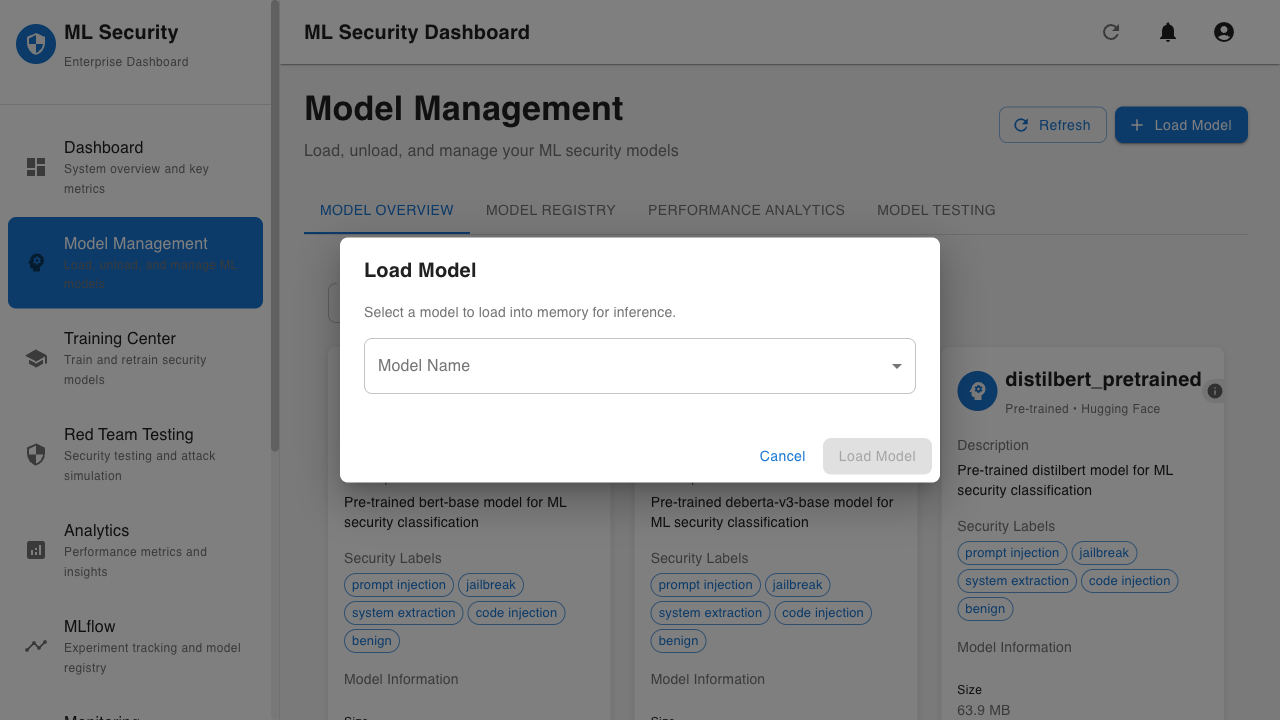 ML Security
Enterprise Dashboard
Dashboard
System overview and key
metrics
Model Management
Load, unload, and manage ML
models
Training Center
Train and retrain security
models
Red Team Testing
Security testing and attack
simulation
Analytics
Performance metrics and
insights
MLflow
Experiment tracking and model
registry
Monitoring
ML Security Dashboard
Model Management
Load, unload, and manage your ML security models
Refresh
Load Model
MODEL OVERVIEW
MODEL REGISTRY
PERFORMANCE ANALYTICS
MODEL TESTING
Load Model
Select a model to load into memory for inference.
Model Name
Cancel
Load Model
Pre-trained bert-base model for ML
security classification
Security Labels
prompt injection
jailbreak
system extraction
code injection
benign
Model Information
Size
Pre-trained deberta-v3-base model for
ML security classification
Security Labels
prompt injection
jailbreak
system extraction
code injection
benign
Model Information
Size
distilbert_pretrained
Pre-trained • Hugging Face
Description
Pre-trained distilbert model for ML
security classification
Security Labels
prompt injection
jailbreak
system extraction
code injection
benign
Model Information
Size
63.9 MB